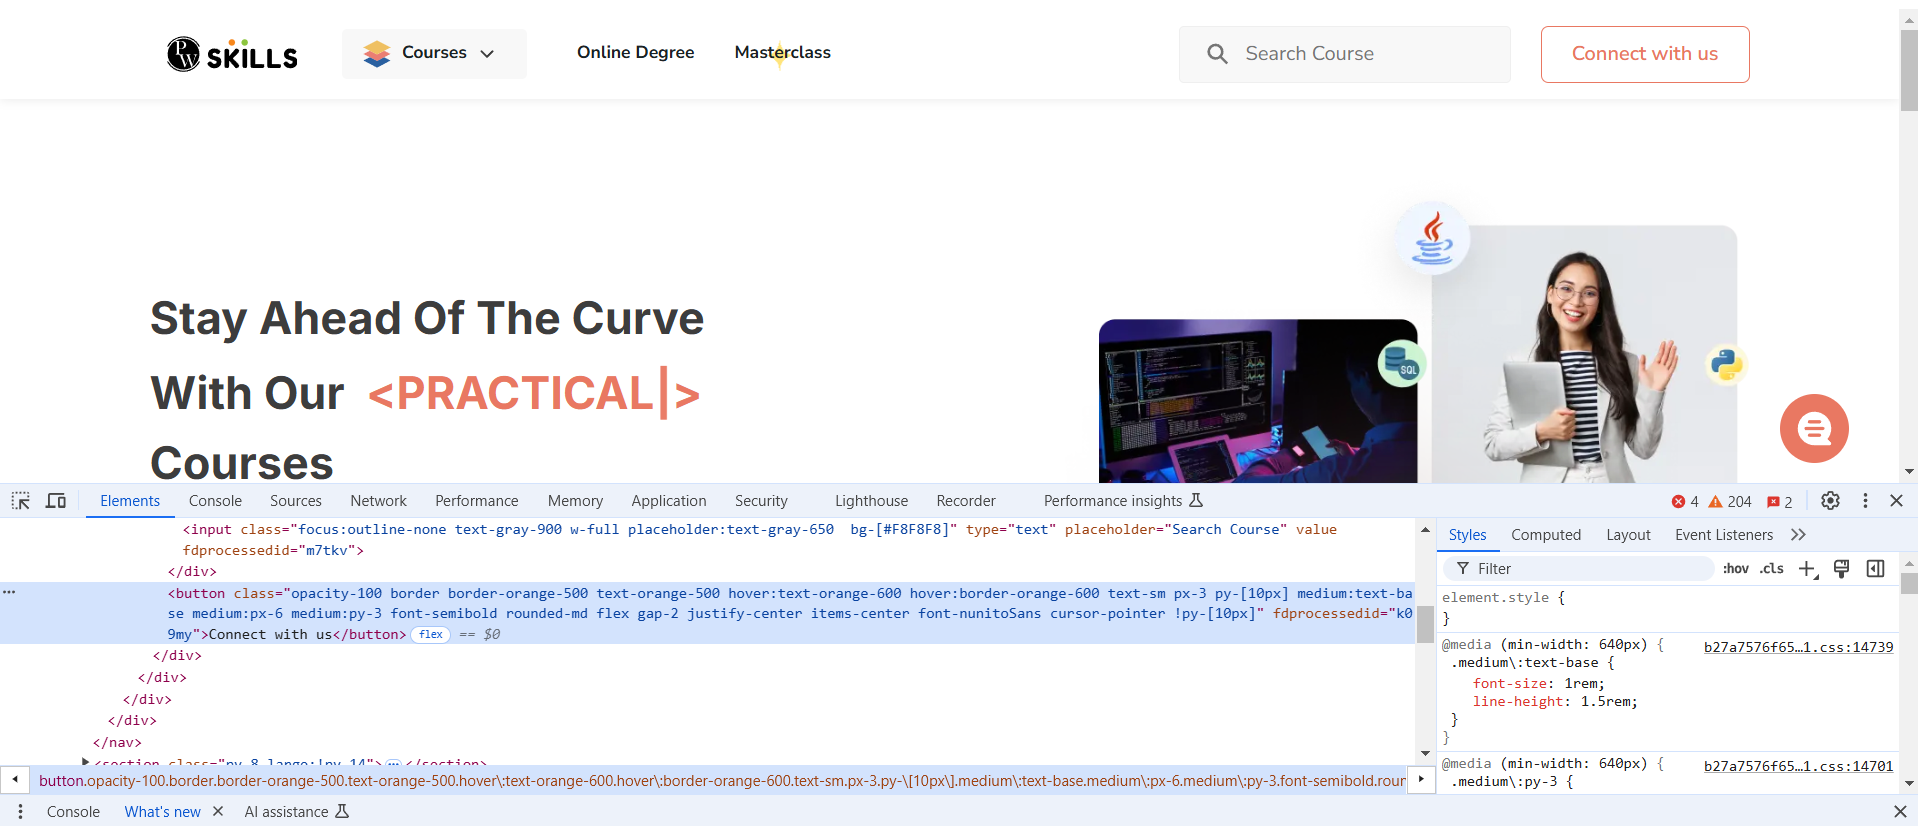 PW SKILLS Courses Online Degree Masterclass Search Course Connect with us
Stay Ahead Of The Curve
With Our <PRACTICAL|>
Courses
SQL
Elements Console Sources Network Performance Memory Application Security Lighthouse Recorder Performance insights 4 204 2
<input class="focus:outline-none text-gray-900 w-full placeholder:text-gray-650 bg-[#F8F8F8]" type="text" placeholder="Search Course" value
fdprocessedid="m7tkv">
</div>
<button class="opacity-100 border border-orange-500 text-orange-500 hover:text-orange-600 hover:border-orange-600 text-sm px-3 py-[10px] medium:text-ba
se medium:px-6 medium:py-3 font-semibold rounded-md flex gap-2 justify-center items-center font-nunitoSans cursor-pointer !py-[10px]" fdprocessedid="k0
9my">Connect with us</button> flex == $0
</div>
</div>
</div>
</div>
</nav>
<section class="py-8 large:!py-14"> … </section>
button.opacity-100.border.border-orange-500.text-orange-500.hover\:text-orange-600.hover\:border-orange-600.text-sm.px-3.py-\[10px\].medium\:text-base.medium\:px-6.medium\:py-3.font-semibold.roun
Styles Computed Layout Event Listeners
Filter :hov .cls
element.style {
}
@media (min-width: 640px) { b27a7576f65…1.css:14739
.medium\:text-base {
font-size: 1rem;
line-height: 1.5rem;
}
}
@media (min-width: 640px) { b27a7576f65…1.css:14701
.medium\:py-3 {
Console What's new AI assistance